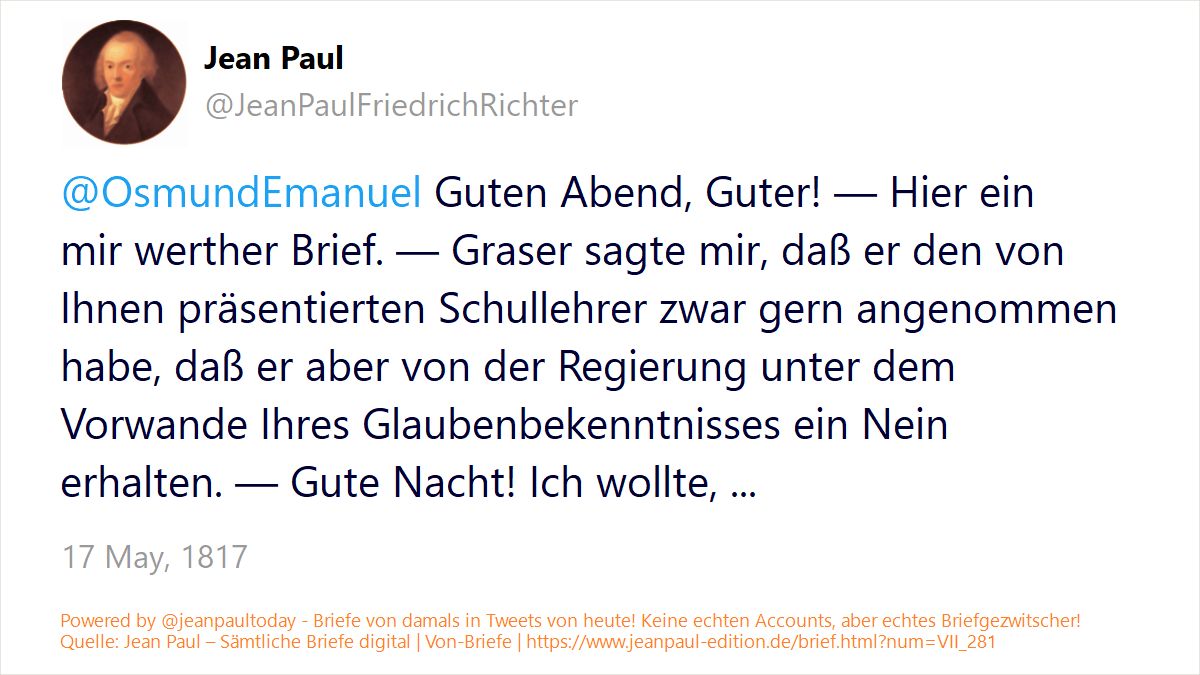 Jean Paul
@JeanPaulFriedrichRichter
@OsmundEmanuel Guten Abend, Guter! — Hier ein
mir werther Brief. — Graser sagte mir, daß er den von
Ihnen präsentierten Schullehrer zwar gern angenommen
habe, daß er aber von der Regierung unter dem
Vorwande Ihres Glaubenbekenntnisses ein Nein
erhalten. — Gute Nacht! Ich wollte, ...
17 May, 1817
Powered by @jeanpaultoday - Briefe von damals in Tweets von heute! Keine echten Accounts, aber echtes Briefgezwitscher!
Quelle: Jean Paul – Sämtliche Briefe digital | Von-Briefe | https://www.jeanpaul-edition.de/brief.html?num=VII_281